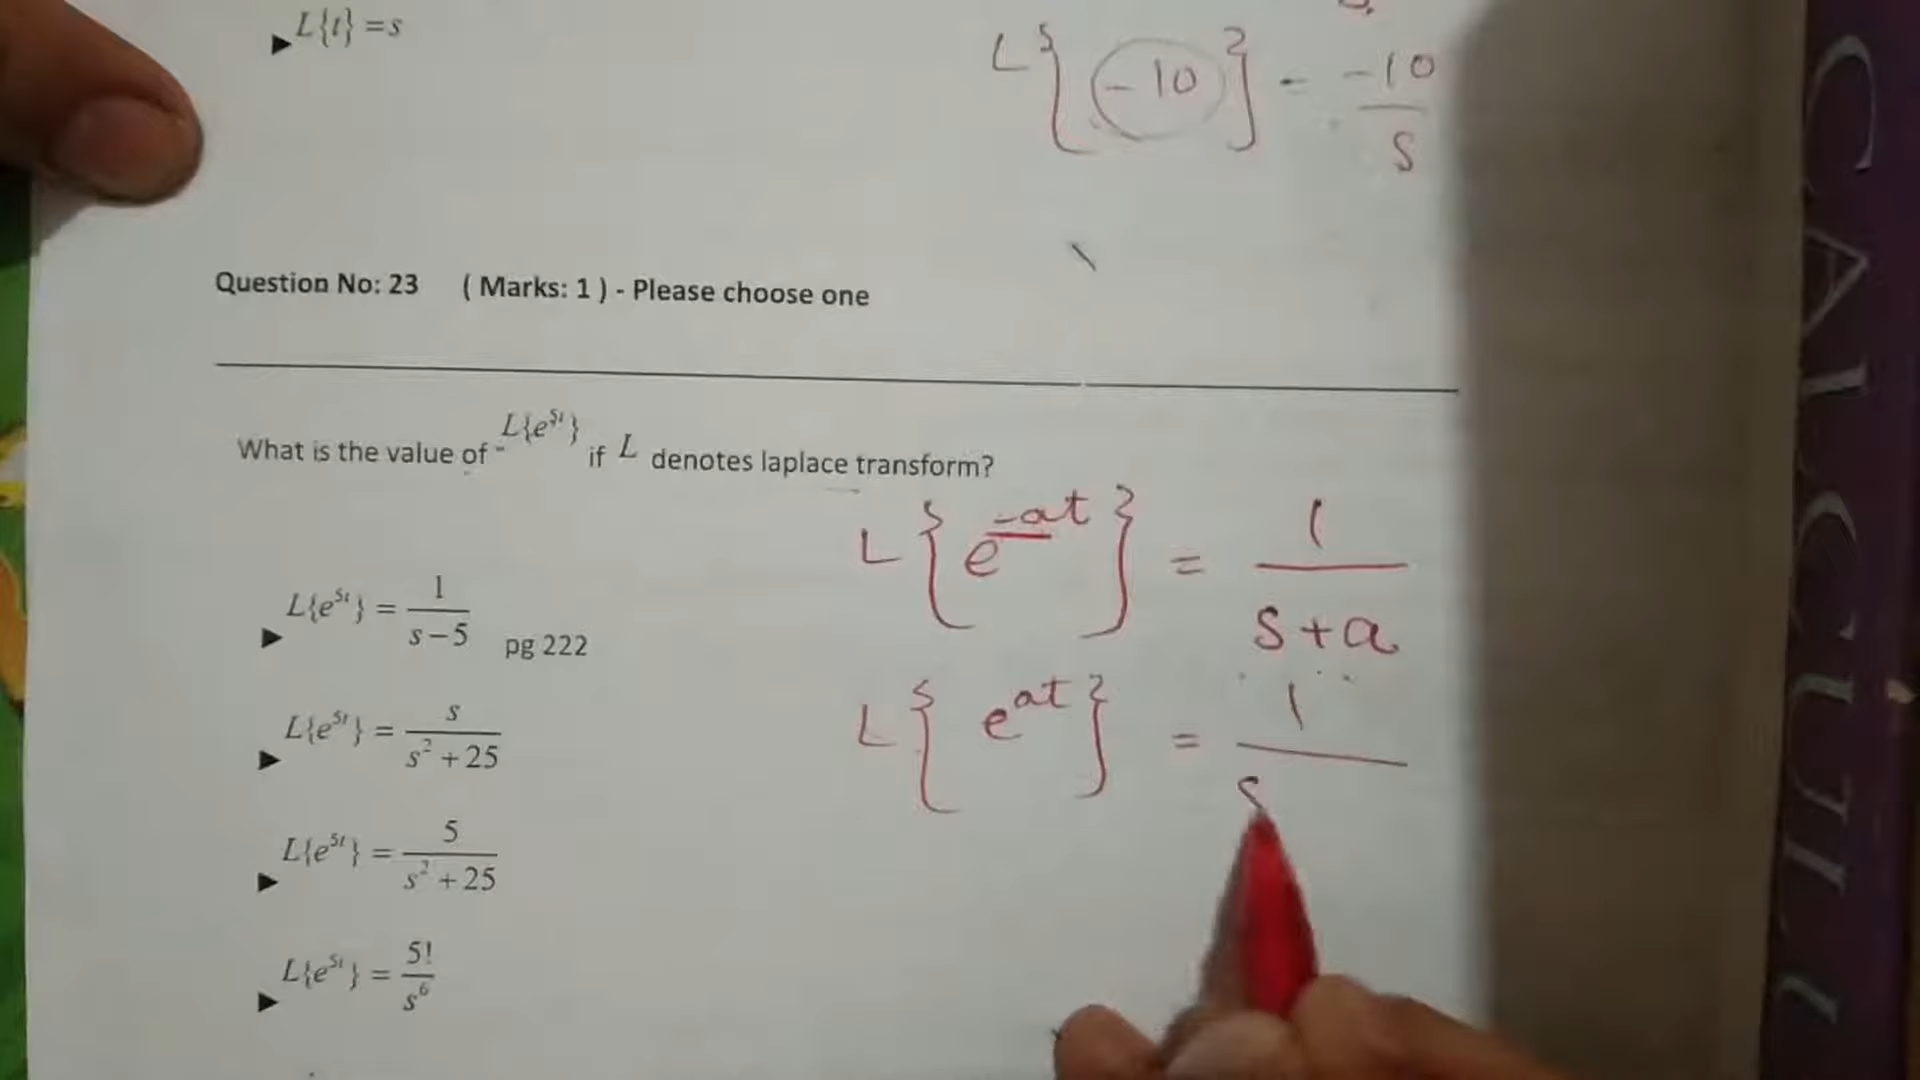 L{t} = s
L{-10} = -10/s
Question No: 23 ( Marks: 1 ) - Please choose one
What is the value of L{e^{5t}} if L denotes laplace transform?
L{e^{-at}} = 1/(s+a)
L{e^{5t}} = 1/(s-5) pg 222
L{e^{at}} = 1/s
L{e^{5t}} = s/(s^2+25)
L{e^{5t}} = 5/(s^2+25)
L{e^{5t}} = 5!/s^6
CALCULU